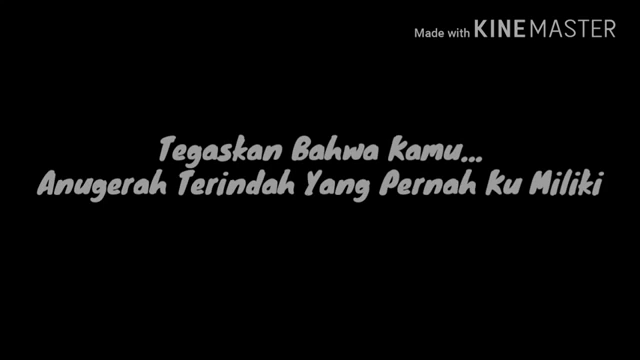 Made with KINEMASTER
Tegaskan Bahwa Kamu...
Anugerah Terindah Yang Pernah Ku Miliki